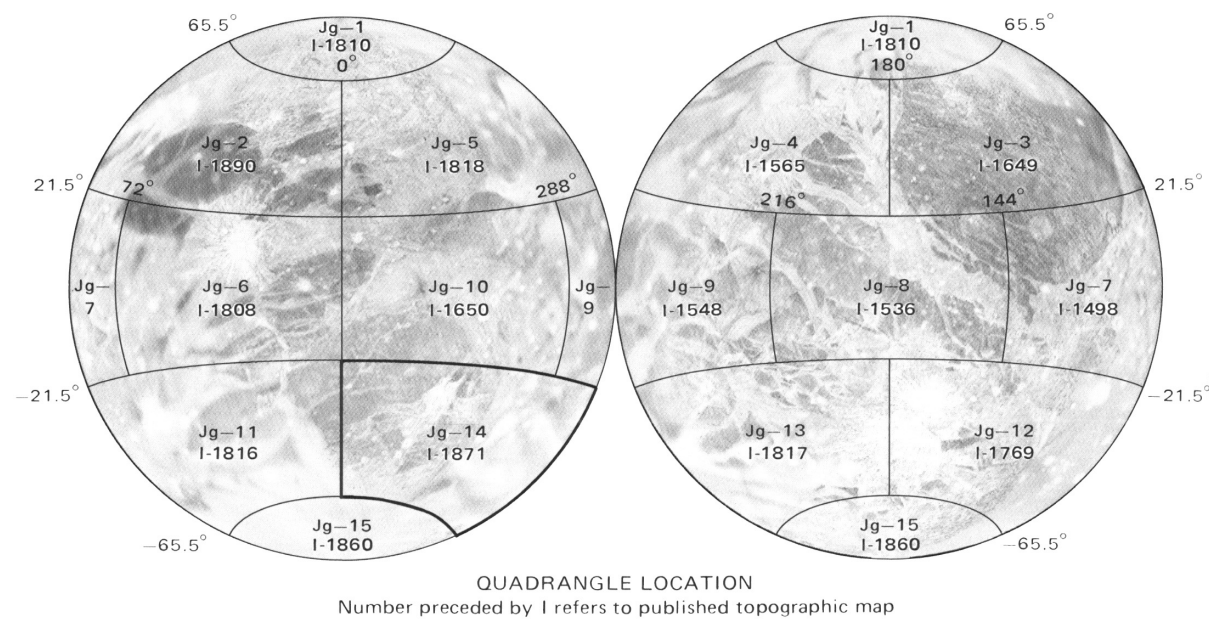 65.5°
Jg–1
I-1810
0°
Jg–2
I-1890
Jg–5
I-1818
21.5°
72°
288°
Jg–
7
Jg–6
I-1808
Jg–10
I-1650
Jg–
9
–21.5°
Jg–11
I-1816
Jg–14
I-1871
Jg–15
I-1860
–65.5°
Jg–1
I-1810
180°
65.5°
Jg–4
I-1565
Jg–3
I-1649
21.5°
216°
144°
Jg–9
I-1548
Jg–8
I-1536
Jg–7
I-1498
–21.5°
Jg–13
I-1817
Jg–12
I-1769
Jg–15
I-1860
–65.5°
QUADRANGLE LOCATION
Number preceded by I refers to published topographic map